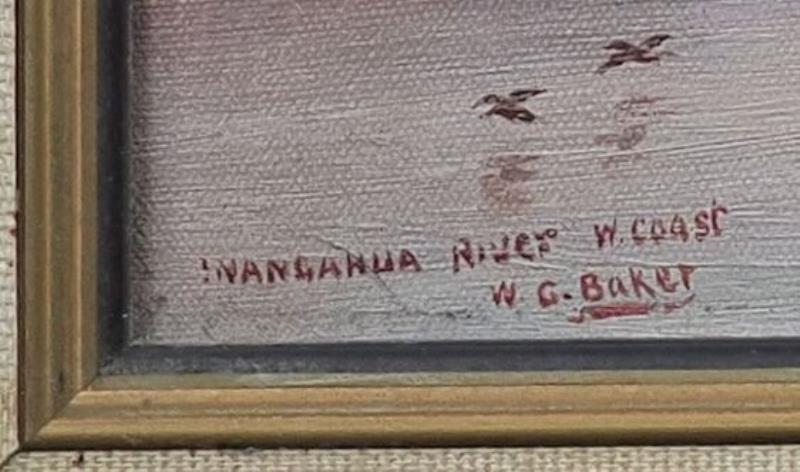 INANGAHUA RIVER W. COAST
W. G. Baker